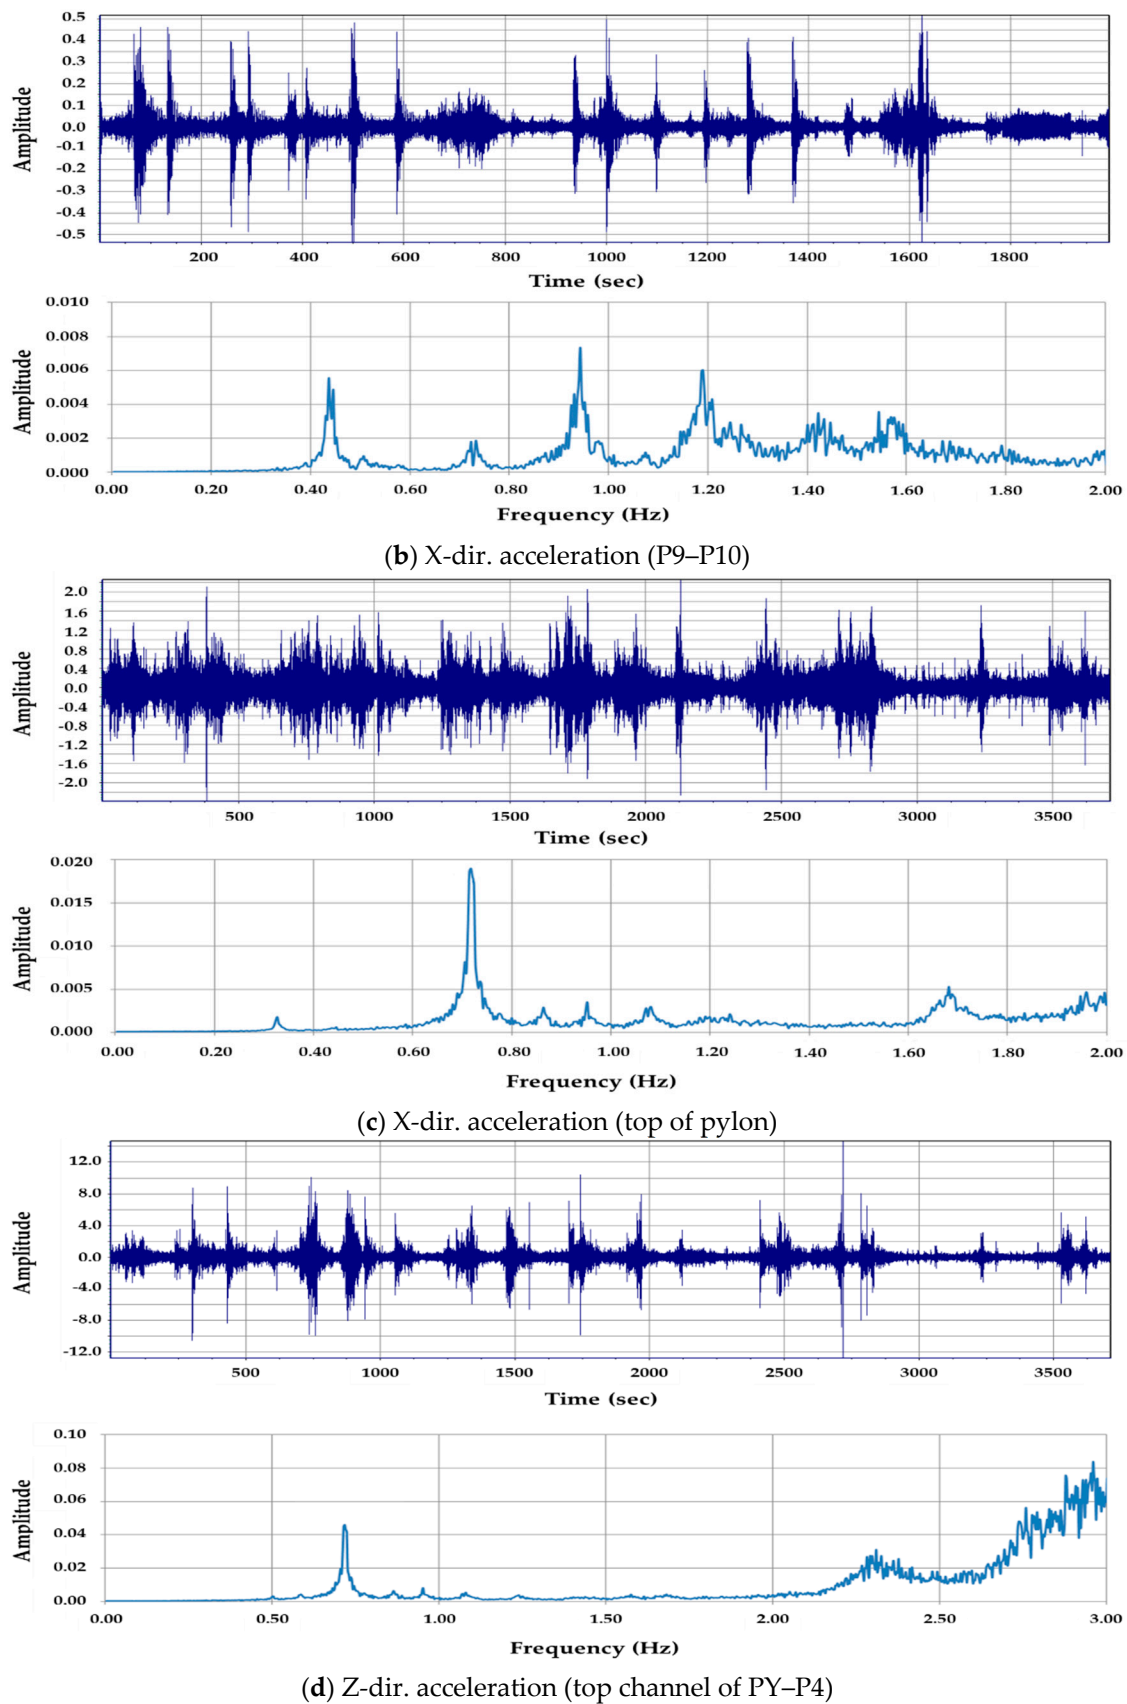 0.5
0.4
0.3
0.2
0.1
0.0
-0.1
-0.2
-0.3
-0.4
-0.5
Amplitude
200 400 600 800 1000 1200 1400 1600 1800
Time (sec)
0.010
0.008
0.006
0.004
0.002
0.000
Amplitude
0.00 0.20 0.40 0.60 0.80 1.00 1.20 1.40 1.60 1.80 2.00
Frequency (Hz)
(b) X-dir. acceleration (P9–P10)
2.0
1.6
1.2
0.8
0.4
0.0
-0.4
-0.8
-1.2
-1.6
-2.0
Amplitude
500 1000 1500 2000 2500 3000 3500
Time (sec)
0.020
0.015
0.010
0.005
0.000
Amplitude
0.00 0.20 0.40 0.60 0.80 1.00 1.20 1.40 1.60 1.80 2.00
Frequency (Hz)
(c) X-dir. acceleration (top of pylon)
12.0
8.0
4.0
0.0
-4.0
-8.0
-12.0
Amplitude
500 1000 1500 2000 2500 3000 3500
Time (sec)
0.10
0.08
0.06
0.04
0.02
0.00
Amplitude
0.00 0.50 1.00 1.50 2.00 2.50 3.00
Frequency (Hz)
(d) Z-dir. acceleration (top channel of PY–P4)